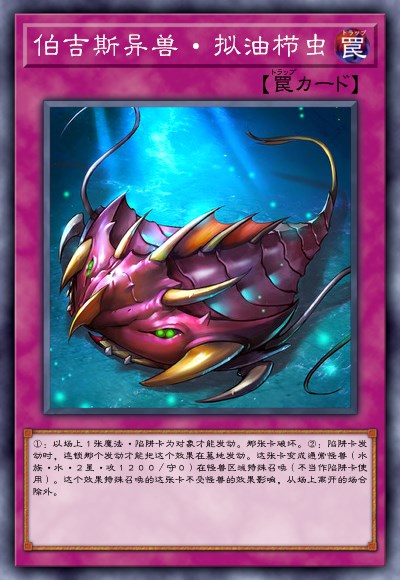 伯吉斯异兽・拟油栉虫
罠
トラップ
【罠カード】
トラップ
①：以场上１张魔法・陷阱卡为对象才能发动。那张卡破坏。②：陷阱卡发
动时，连锁那个发动才能把这个效果在墓地发动。这张卡变成通常怪兽（水
族・水・２星・攻１２００／守０）在怪兽区域特殊召唤（不当作陷阱卡使
用）。这个效果特殊召唤的这张卡不受怪兽的效果影响，从场上离开的场合
除外。